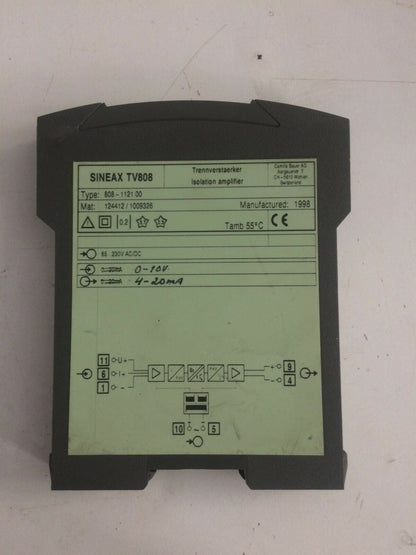 SINEAX TV808
Trennverstaerker
Isolation amplifier
Camille Bauer AG
Aargauerstr. 7
CH-5610 Wohlen
Switzerland
Type: 808-1121 00
Mat: 124412 / 1009326
Manufactured: 1998
0.2
Tamb 55°C CE
85..230V AC/DC
0-10V
4-20mA
11 U+
6 I+
1 -
+ 9
- 4
10 ~ 5